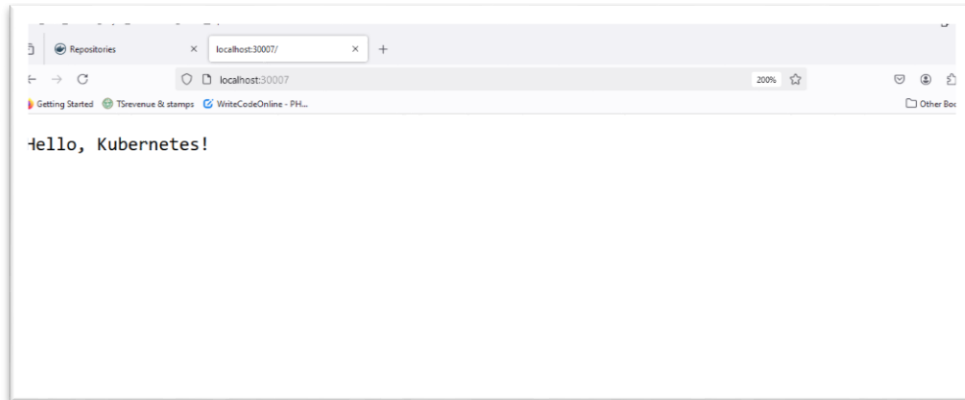 Repositories
localhost:30007/
localhost:30007
200%
Getting Started
TSrevenue & stamps
WriteCodeOnline - PH...
Other Boo
Hello, Kubernetes!